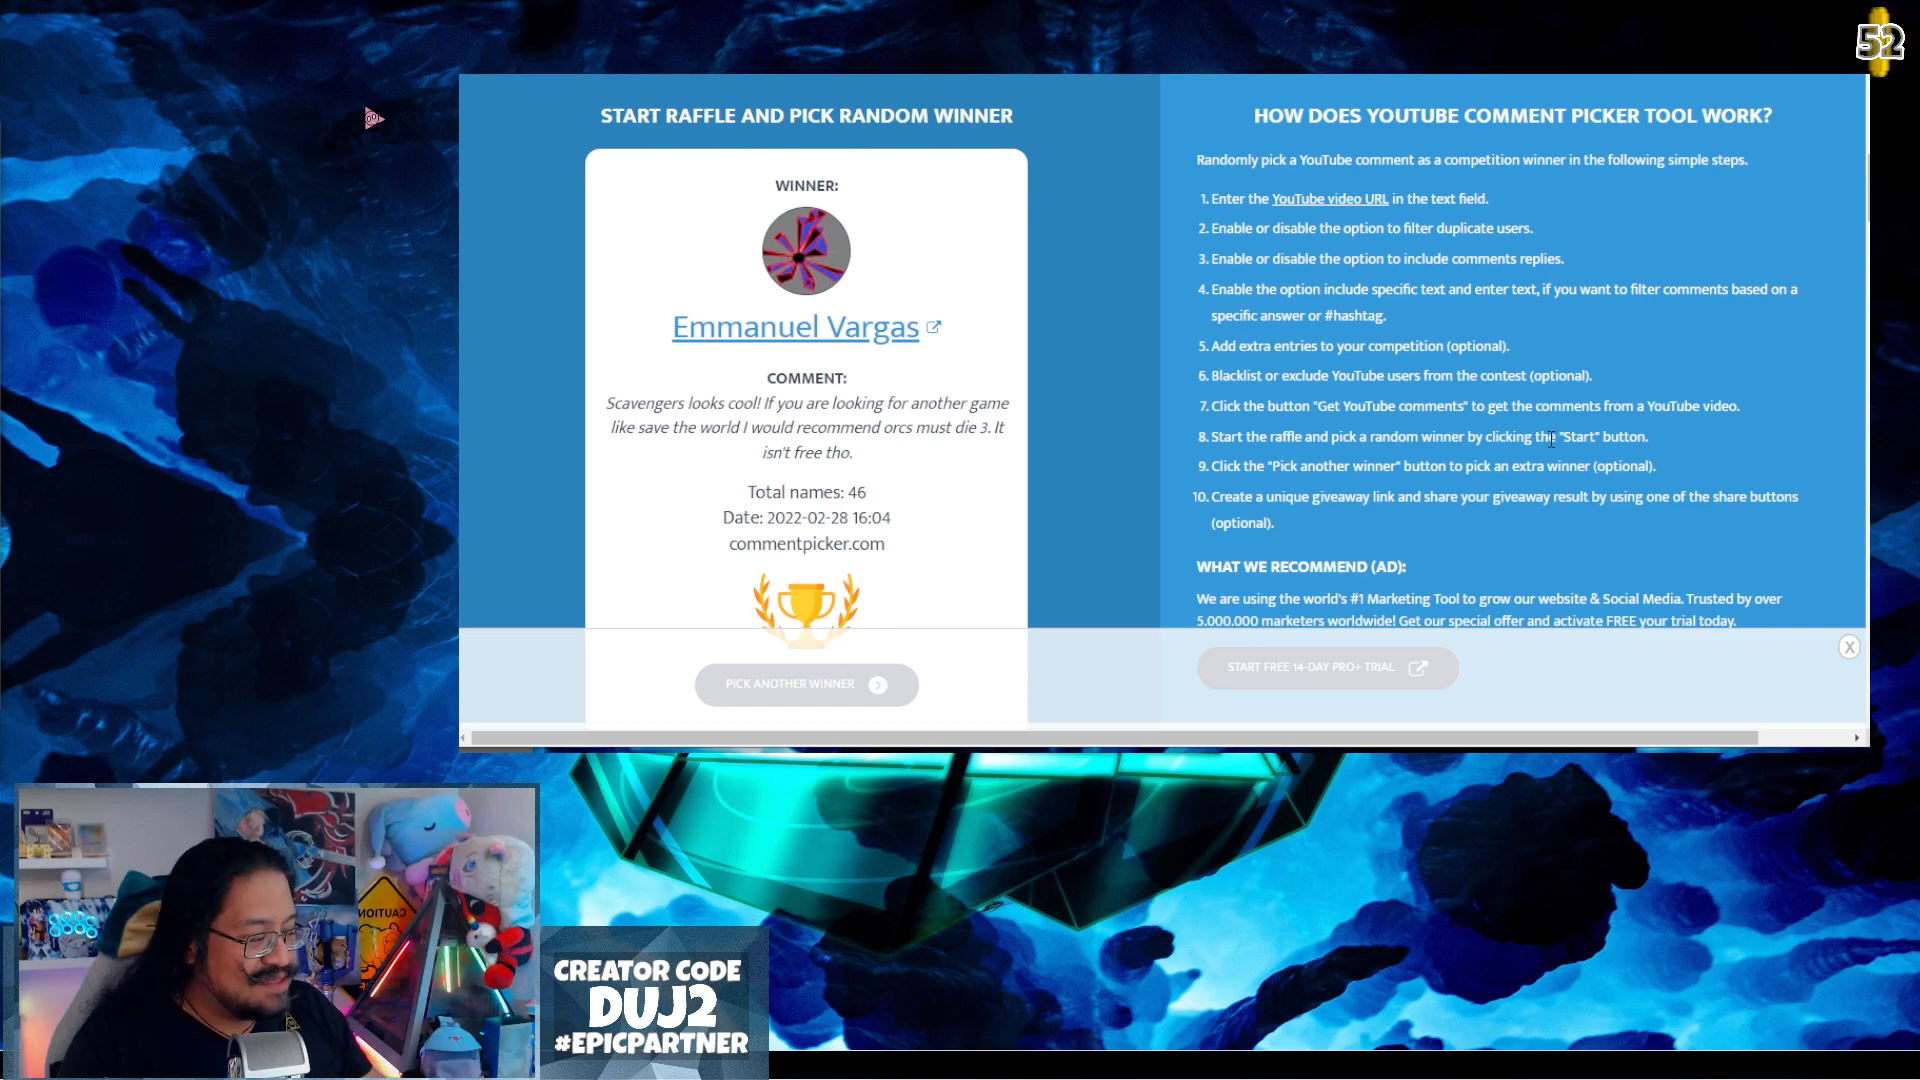 52
START RAFFLE AND PICK RANDOM WINNER
WINNER:
Emmanuel Vargas
COMMENT:
Scavengers looks cool! If you are looking for another game
like save the world I would recommend orcs must die 3. It
isn't free tho.
Total names: 46
Date: 2022-02-28 16:04
commentpicker.com
PICK ANOTHER WINNER
HOW DOES YOUTUBE COMMENT PICKER TOOL WORK?
Randomly pick a YouTube comment as a competition winner in the following simple steps.
1. Enter the YouTube video URL in the text field.
2. Enable or disable the option to filter duplicate users.
3. Enable or disable the option to include comments replies.
4. Enable the option include specific text and enter text, if you want to filter comments based on a
specific answer or #hashtag.
5. Add extra entries to your competition (optional).
6. Blacklist or exclude YouTube users from the contest (optional).
7. Click the button "Get YouTube comments" to get the comments from a YouTube video.
8. Start the raffle and pick a random winner by clicking the "Start" button.
9. Click the "Pick another winner" button to pick an extra winner (optional).
10. Create a unique giveaway link and share your giveaway result by using one of the share buttons
(optional).
WHAT WE RECOMMEND (AD):
We are using the world's #1 Marketing Tool to grow our website & Social Media. Trusted by over
5.000.000 marketers worldwide! Get our special offer and activate FREE your trial today.
START FREE 14-DAY PRO+ TRIAL
X
CAUTION
CREATOR CODE
DUJ2
#EPICPARTNER